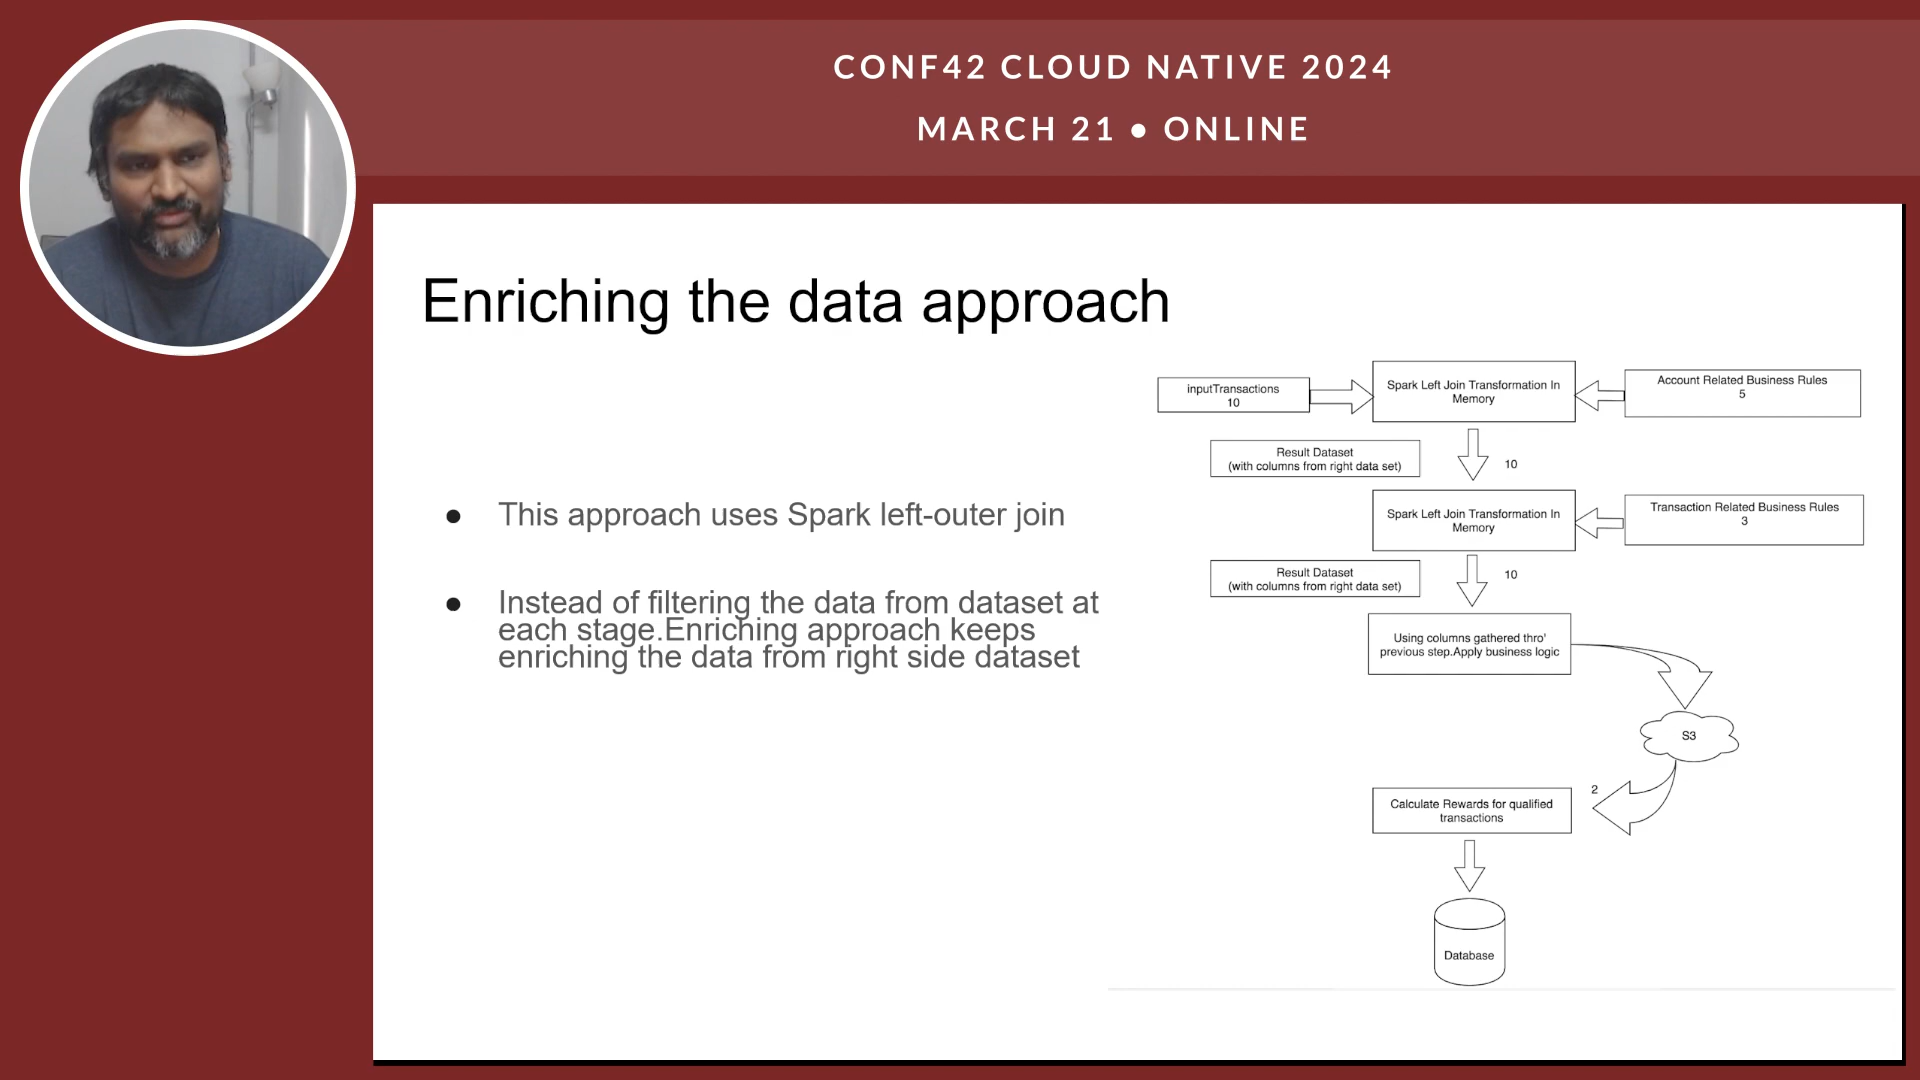 CONF42 CLOUD NATIVE 2024
MARCH 21 ● ONLINE
Enriching the data approach
● This approach uses Spark left-outer join
● Instead of filtering the data from dataset at
each stage.Enriching approach keeps
enriching the data from right side dataset
inputTransactions
10
Spark Left Join Transformation In
Memory
Account Related Business Rules
5
Result Dataset
(with columns from right data set)
10
Spark Left Join Transformation In
Memory
Transaction Related Business Rules
3
Result Dataset
(with columns from right data set)
10
Using columns gathered thro'
previous step.Apply business logic
S3
2
Calculate Rewards for qualified
transactions
Database